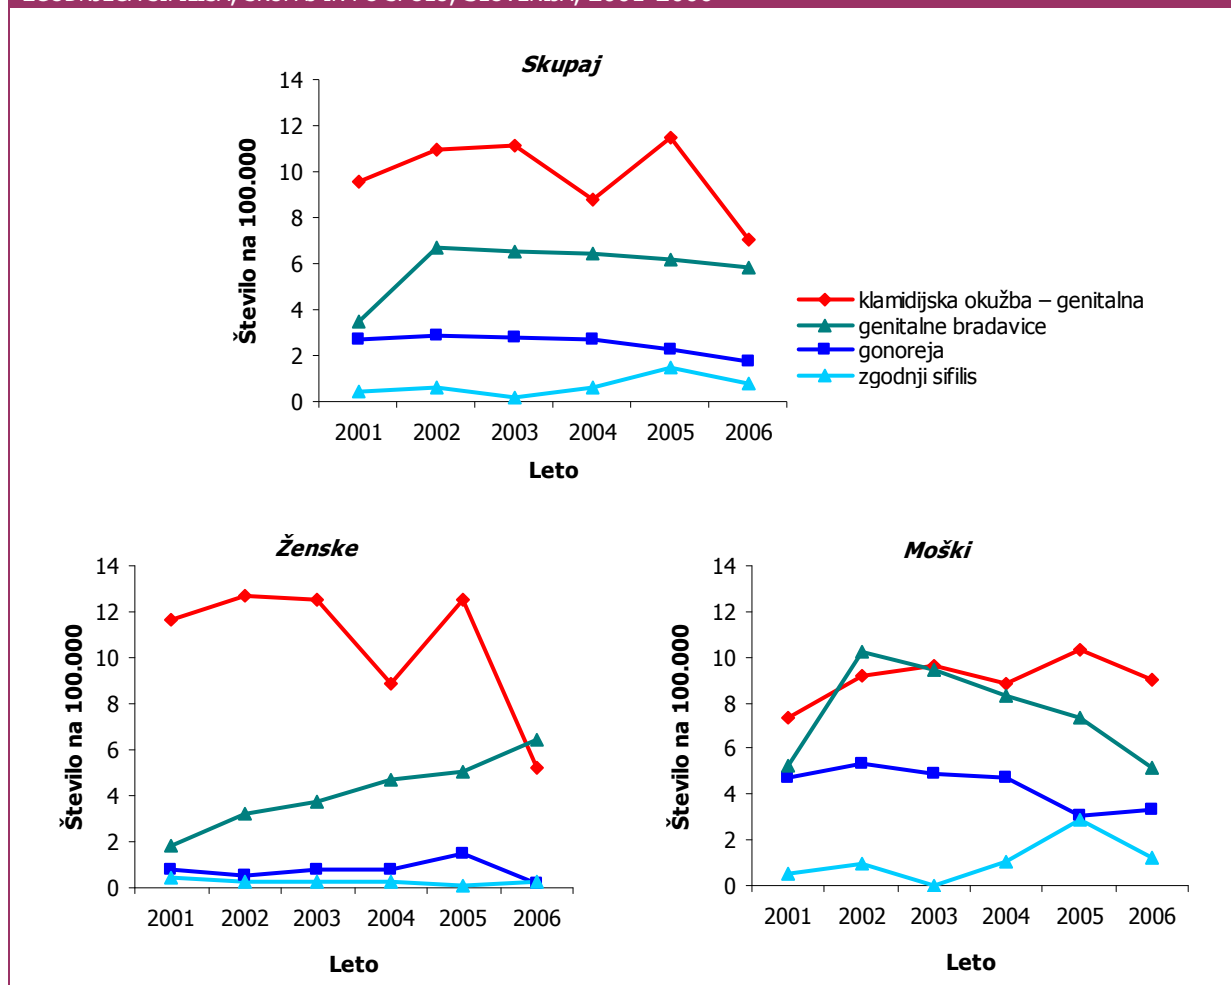 Skupaj
14
12
10
8
6
4
2
0
Število na 100.000
2001 2002 2003 2004 2005 2006
Leto
klamidijska okužba – genitalna
genitalne bradavice
gonoreja
zgodnji sifilis
Ženske
14
12
10
8
6
4
2
0
Število na 100.000
2001 2002 2003 2004 2005 2006
Leto
Moški
14
12
10
8
6
4
2
0
Število na 100.000
2001 2002 2003 2004 2005 2006
Leto